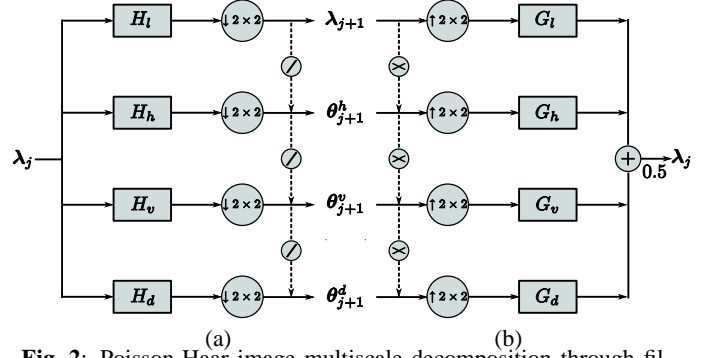 H_l ↓2×2 λ_{j+1} ↑2×2 G_l
H_h ↓2×2 θ^h_{j+1} ↑2×2 G_h
λ_j + 0.5 λ_j
H_v ↓2×2 θ^v_{j+1} ↑2×2 G_v
H_d ↓2×2 θ^d_{j+1} ↑2×2 G_d
(a) (b)
Fig. 2: Poisson-Haar image multiscale decomposition through fil-